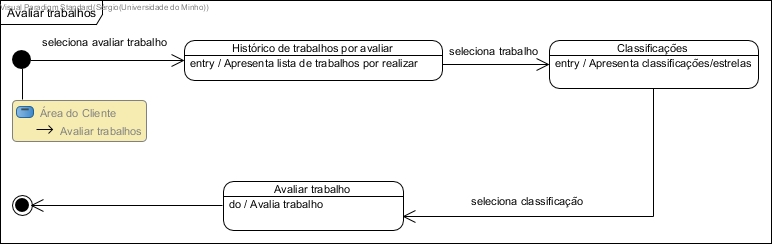 Visual Paradigm Standard(Sergio(Universidade do Minho))
Avaliar trabalhos
seleciona avaliar trabalho
Histórico de trabalhos por avaliar
entry / Apresenta lista de trabalhos por realizar
seleciona trabalho
Classificações
entry / Apresenta classificações/estrelas
Área do Cliente
Avaliar trabalhos
Avaliar trabalho
do / Avalia trabalho
seleciona classificação